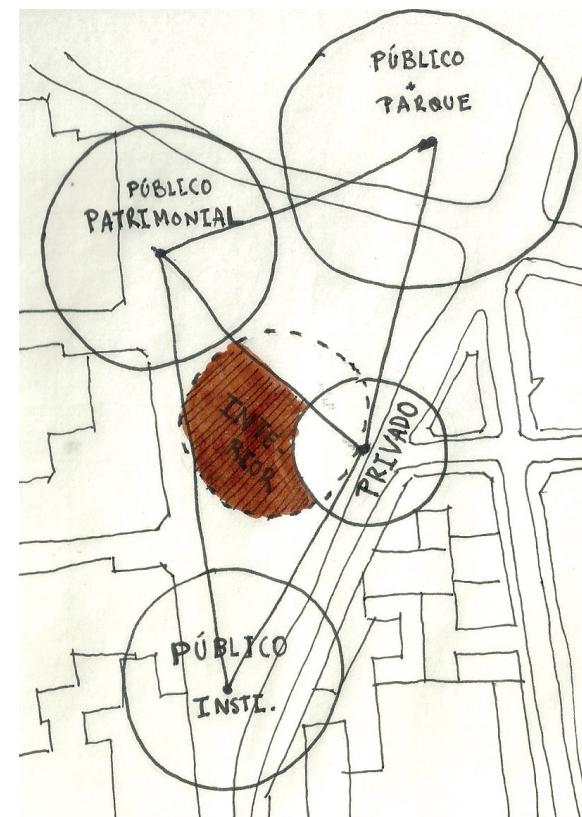 PÚBLICO
+
PARQUE
PÚBLICO
PATRIMONIAL
INTE-
RIOR
PRIVADO
PÚBLICO
INSTI.